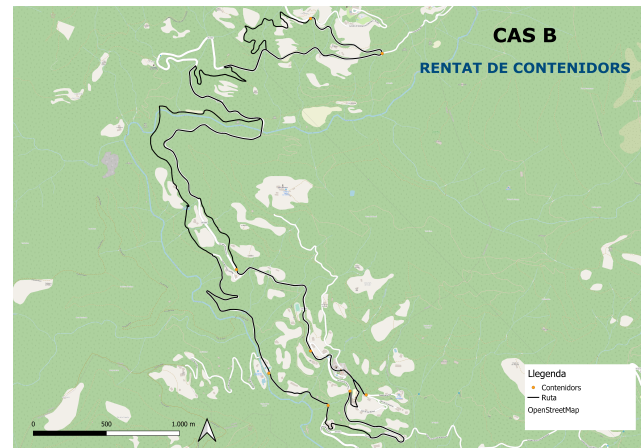 CAS B
RENTAT DE CONTENIDORS
Llegenda
Contenidors
Ruta
OpenStreetMap
0 500 1.000 m